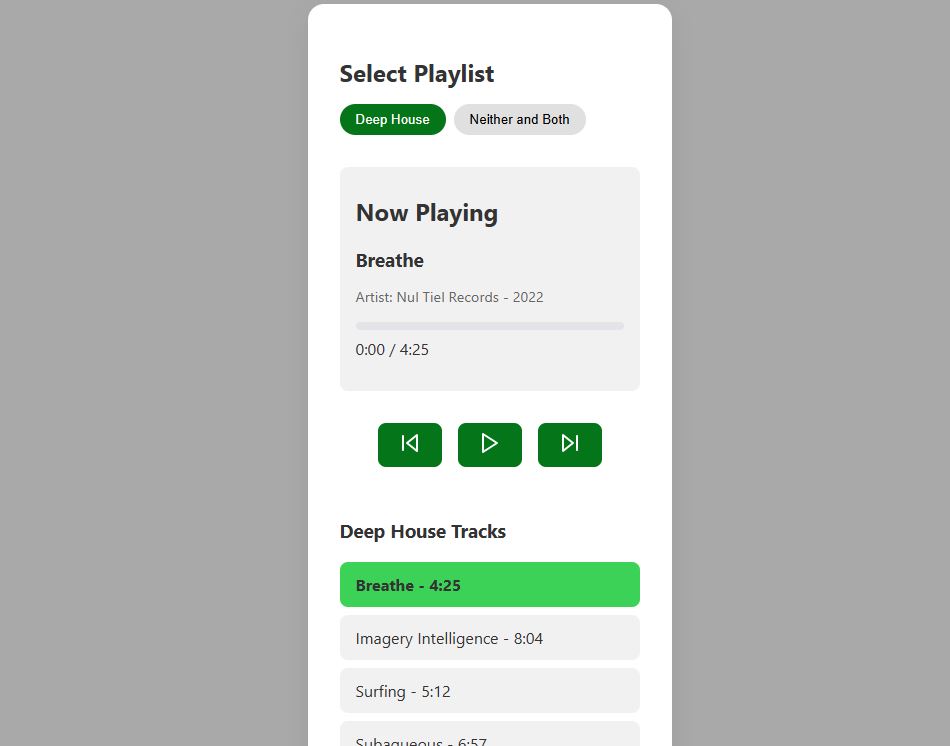 Select Playlist
Deep House
Neither and Both
Now Playing
Breathe
Artist: Nul Tiel Records - 2022
0:00 / 4:25
Deep House Tracks
Breathe - 4:25
Imagery Intelligence - 8:04
Surfing - 5:12
Subaqueous - 6:57